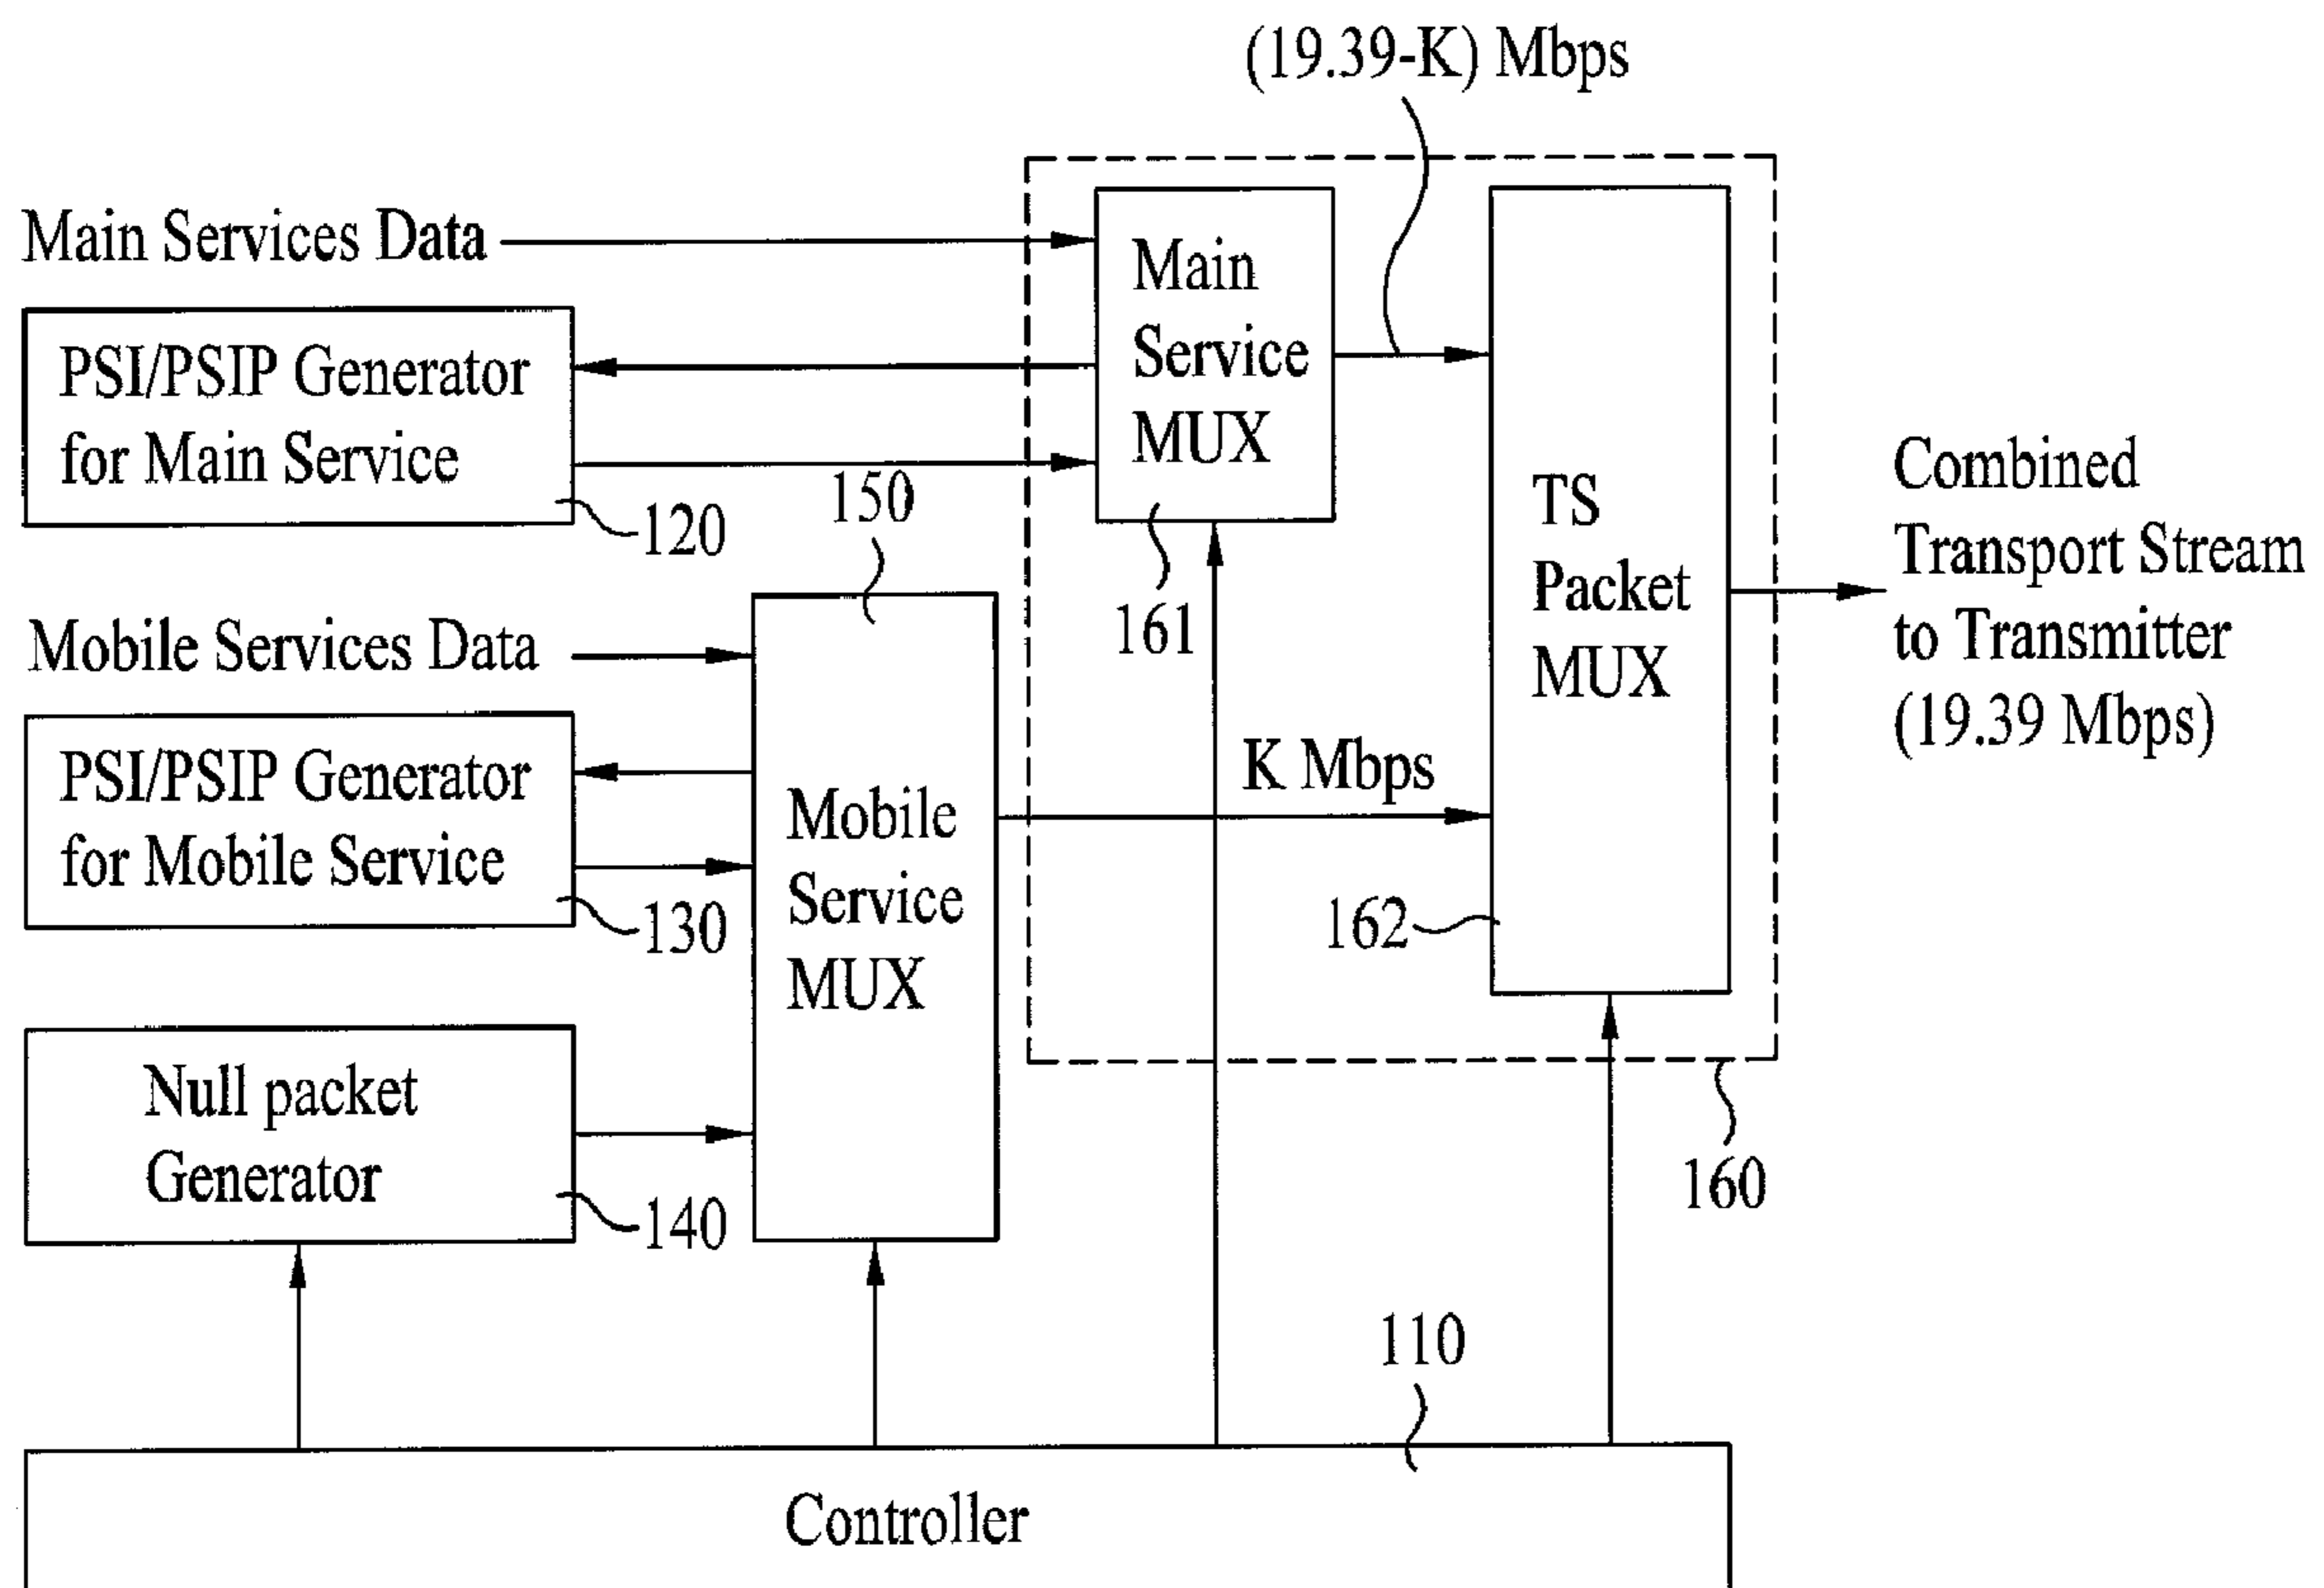 (19.39-K) Mbps
Main Services Data
PSI/PSIP Generator
for Main Service
120
Main
Service
MUX
161
TS
Packet
MUX
162
Combined
Transport Stream
to Transmitter
(19.39 Mbps)
150
Mobile Services Data
PSI/PSIP Generator
for Mobile Service
130
Mobile
Service
MUX
K Mbps
Null packet
Generator
140
160
110
Controller